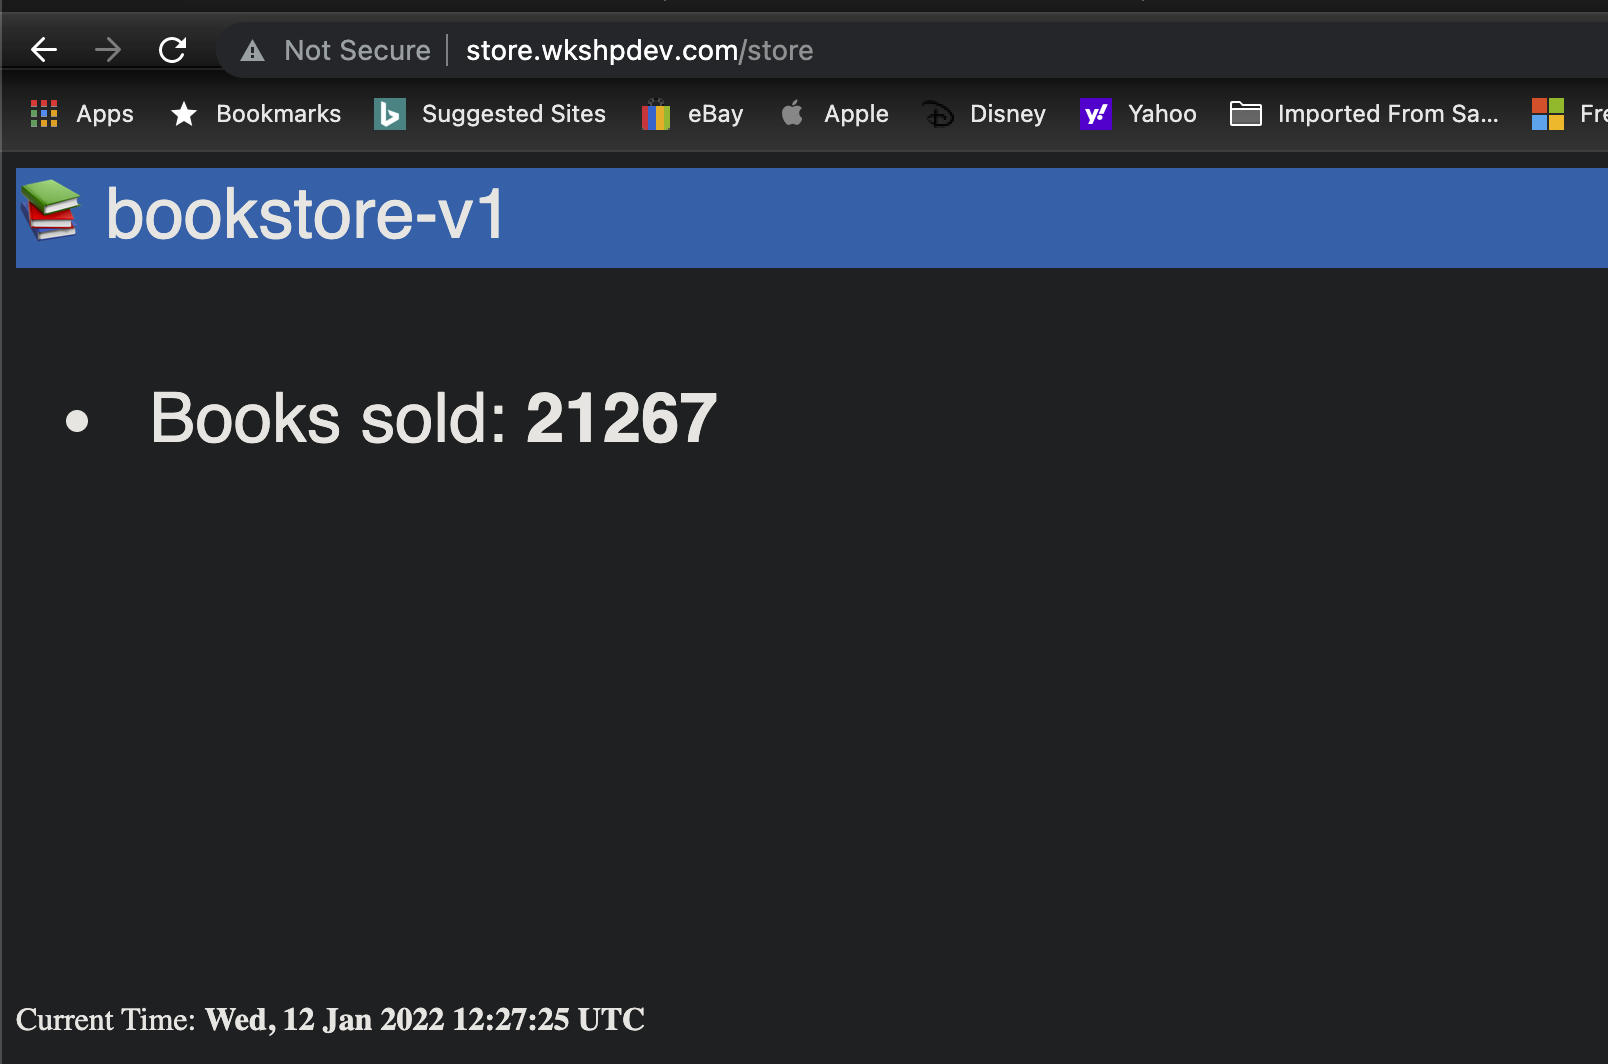 Not Secure | store.wkshpdev.com/store
Apps Bookmarks Suggested Sites eBay Apple Disney y! Yahoo Imported From Sa... Fre
bookstore-v1
• Books sold: 21267
Current Time: Wed, 12 Jan 2022 12:27:25 UTC